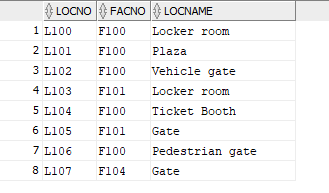 LOCNO FACNO LOCNAME
1 L100 F100 Locker room
2 L101 F100 Plaza
3 L102 F100 Vehicle gate
4 L103 F101 Locker room
5 L104 F100 Ticket Booth
6 L105 F101 Gate
7 L106 F100 Pedestrian gate
8 L107 F104 Gate